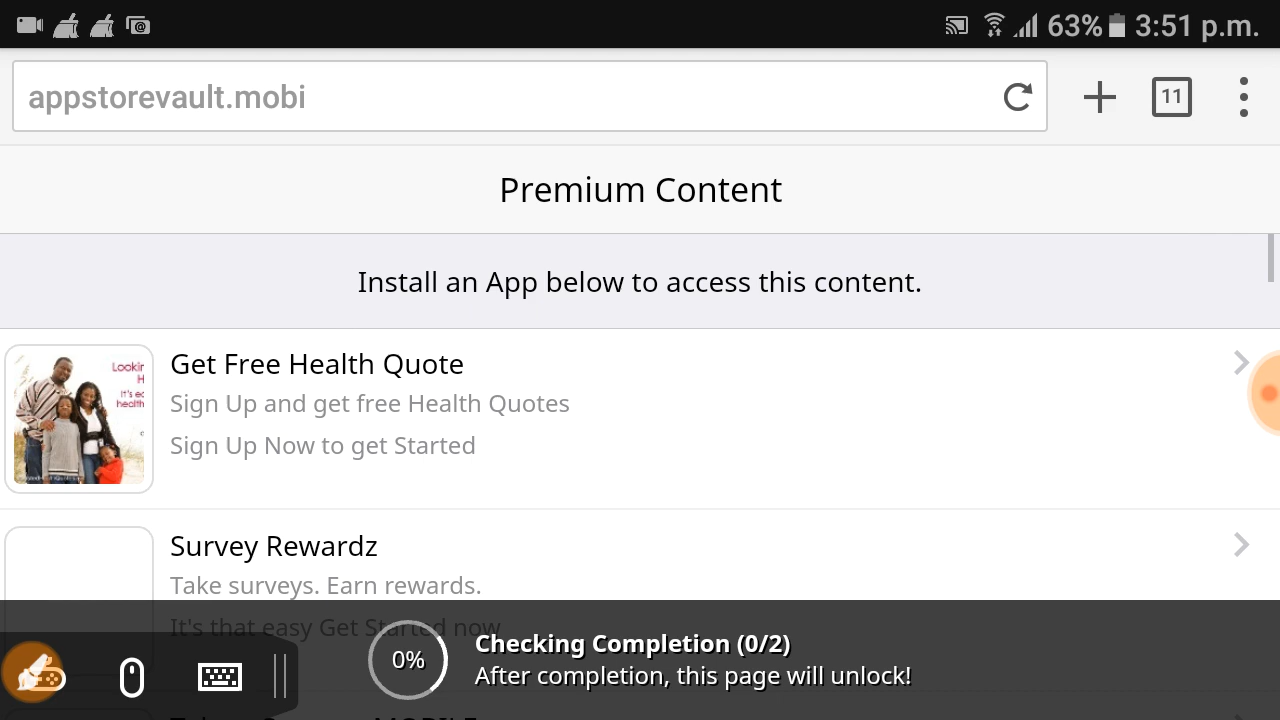 63% 3:51 p.m.
appstorevault.mobi
11
Premium Content
Install an App below to access this content.
Get Free Health Quote
Sign Up and get free Health Quotes
Sign Up Now to get Started
Survey Rewardz
Take surveys. Earn rewards.
It's that easy Get Started now
0%
Checking Completion (0/2)
After completion, this page will unlock!